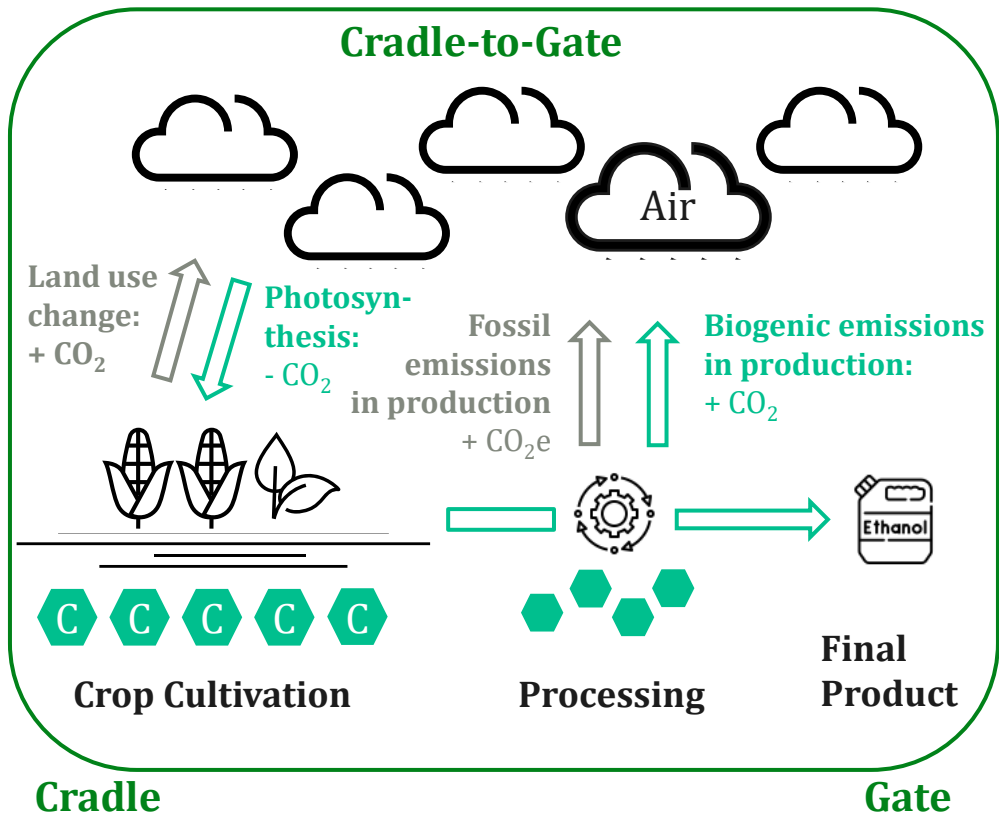 Cradle-to-Gate
Air
Land use
change:
+ CO₂
Photosyn-
thesis:
- CO₂
Fossil
emissions
in production
+ CO₂e
Biogenic emissions
in production:
+ CO₂
Ethanol
C C C C C
Crop Cultivation
Processing
Final
Product
Cradle
Gate